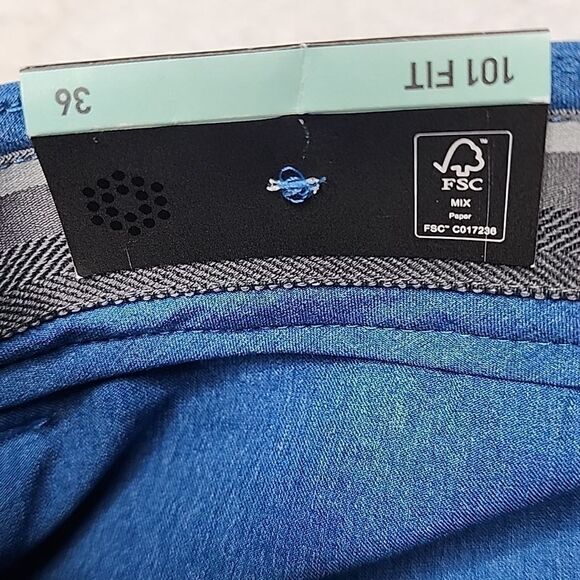 101 FIT
36
FSC
MIX
Paper
FSC™ C017236